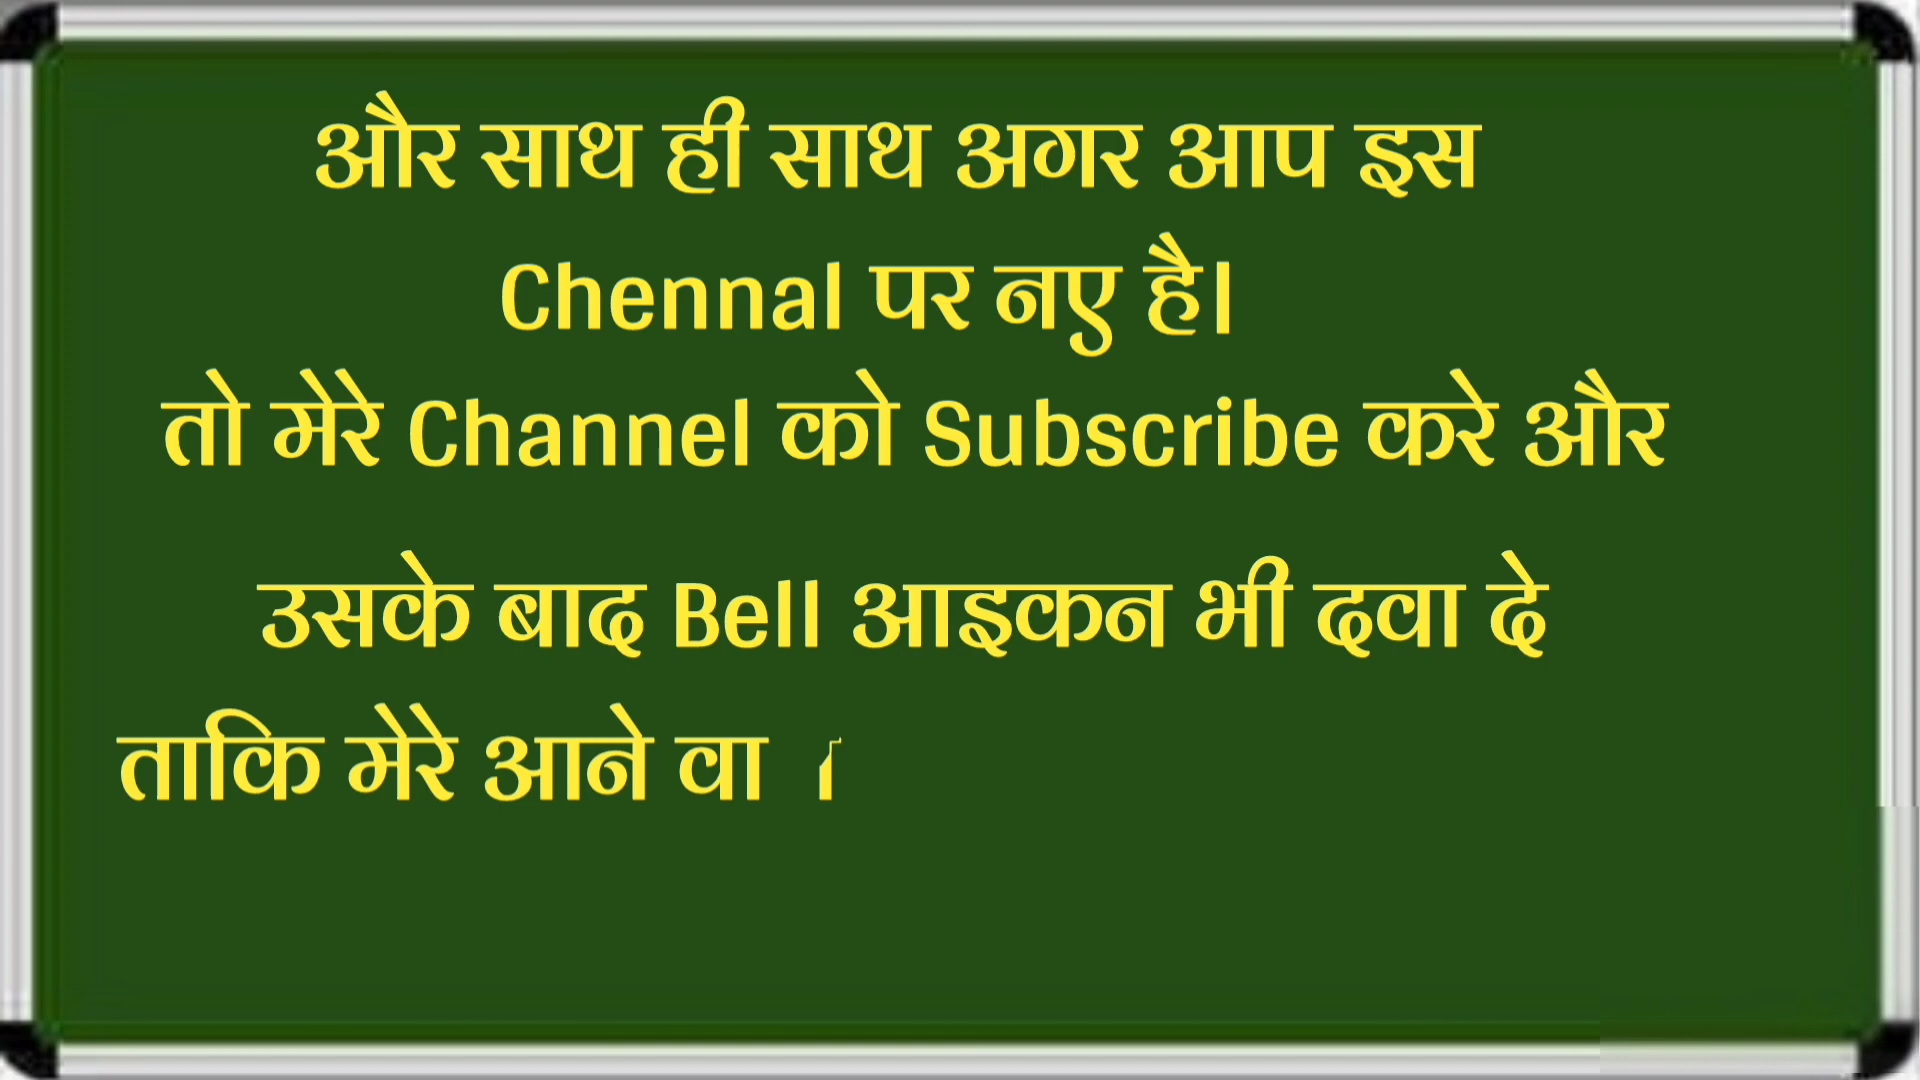 और साथ ही साथ अगर आप इस
Chennal पर नए है।
तो मेरे Channel को Subscribe करे और
उसके बाद Bell आइकन भी दवा दे
ताकि मेरे आने वा